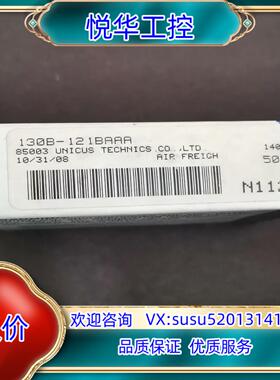 悦华工控
130B-121BAAA
85003 UNICUS TECHNICS CO.,LTD
10/31/08 AIR FREIGH
140
50
N112
价
欢迎咨询 VX:susu52013141
品质保证 优质服务